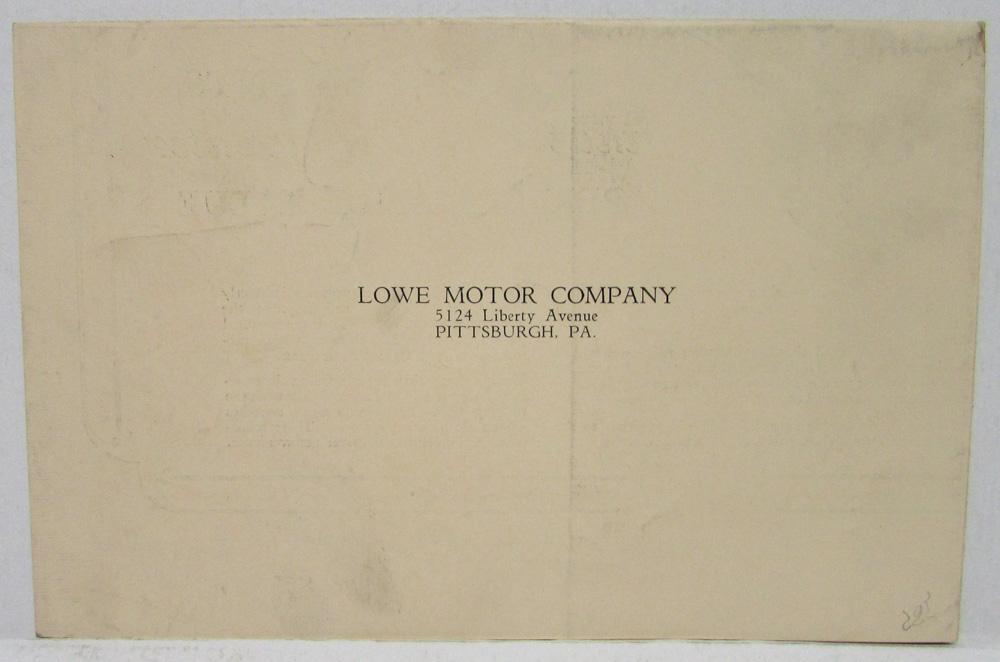 LOWE MOTOR COMPANY
5124 Liberty Avenue
PITTSBURGH, PA.